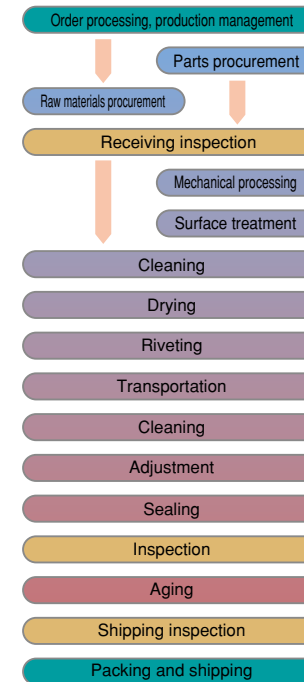 Order processing, production management
Parts procurement
Raw materials procurement
Receiving inspection
Mechanical processing
Surface treatment
Cleaning
Drying
Riveting
Transportation
Cleaning
Adjustment
Sealing
Inspection
Aging
Shipping inspection
Packing and shipping